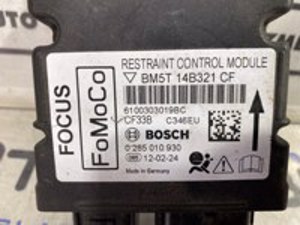 RESTRAINT CONTROL MODULE
BM5T 14B321 CF
FOCUS
FoMoCo
6100303019BC
CF33B C346EU
BOSCH
0 285 010 930
12-02-24
Made in Germany